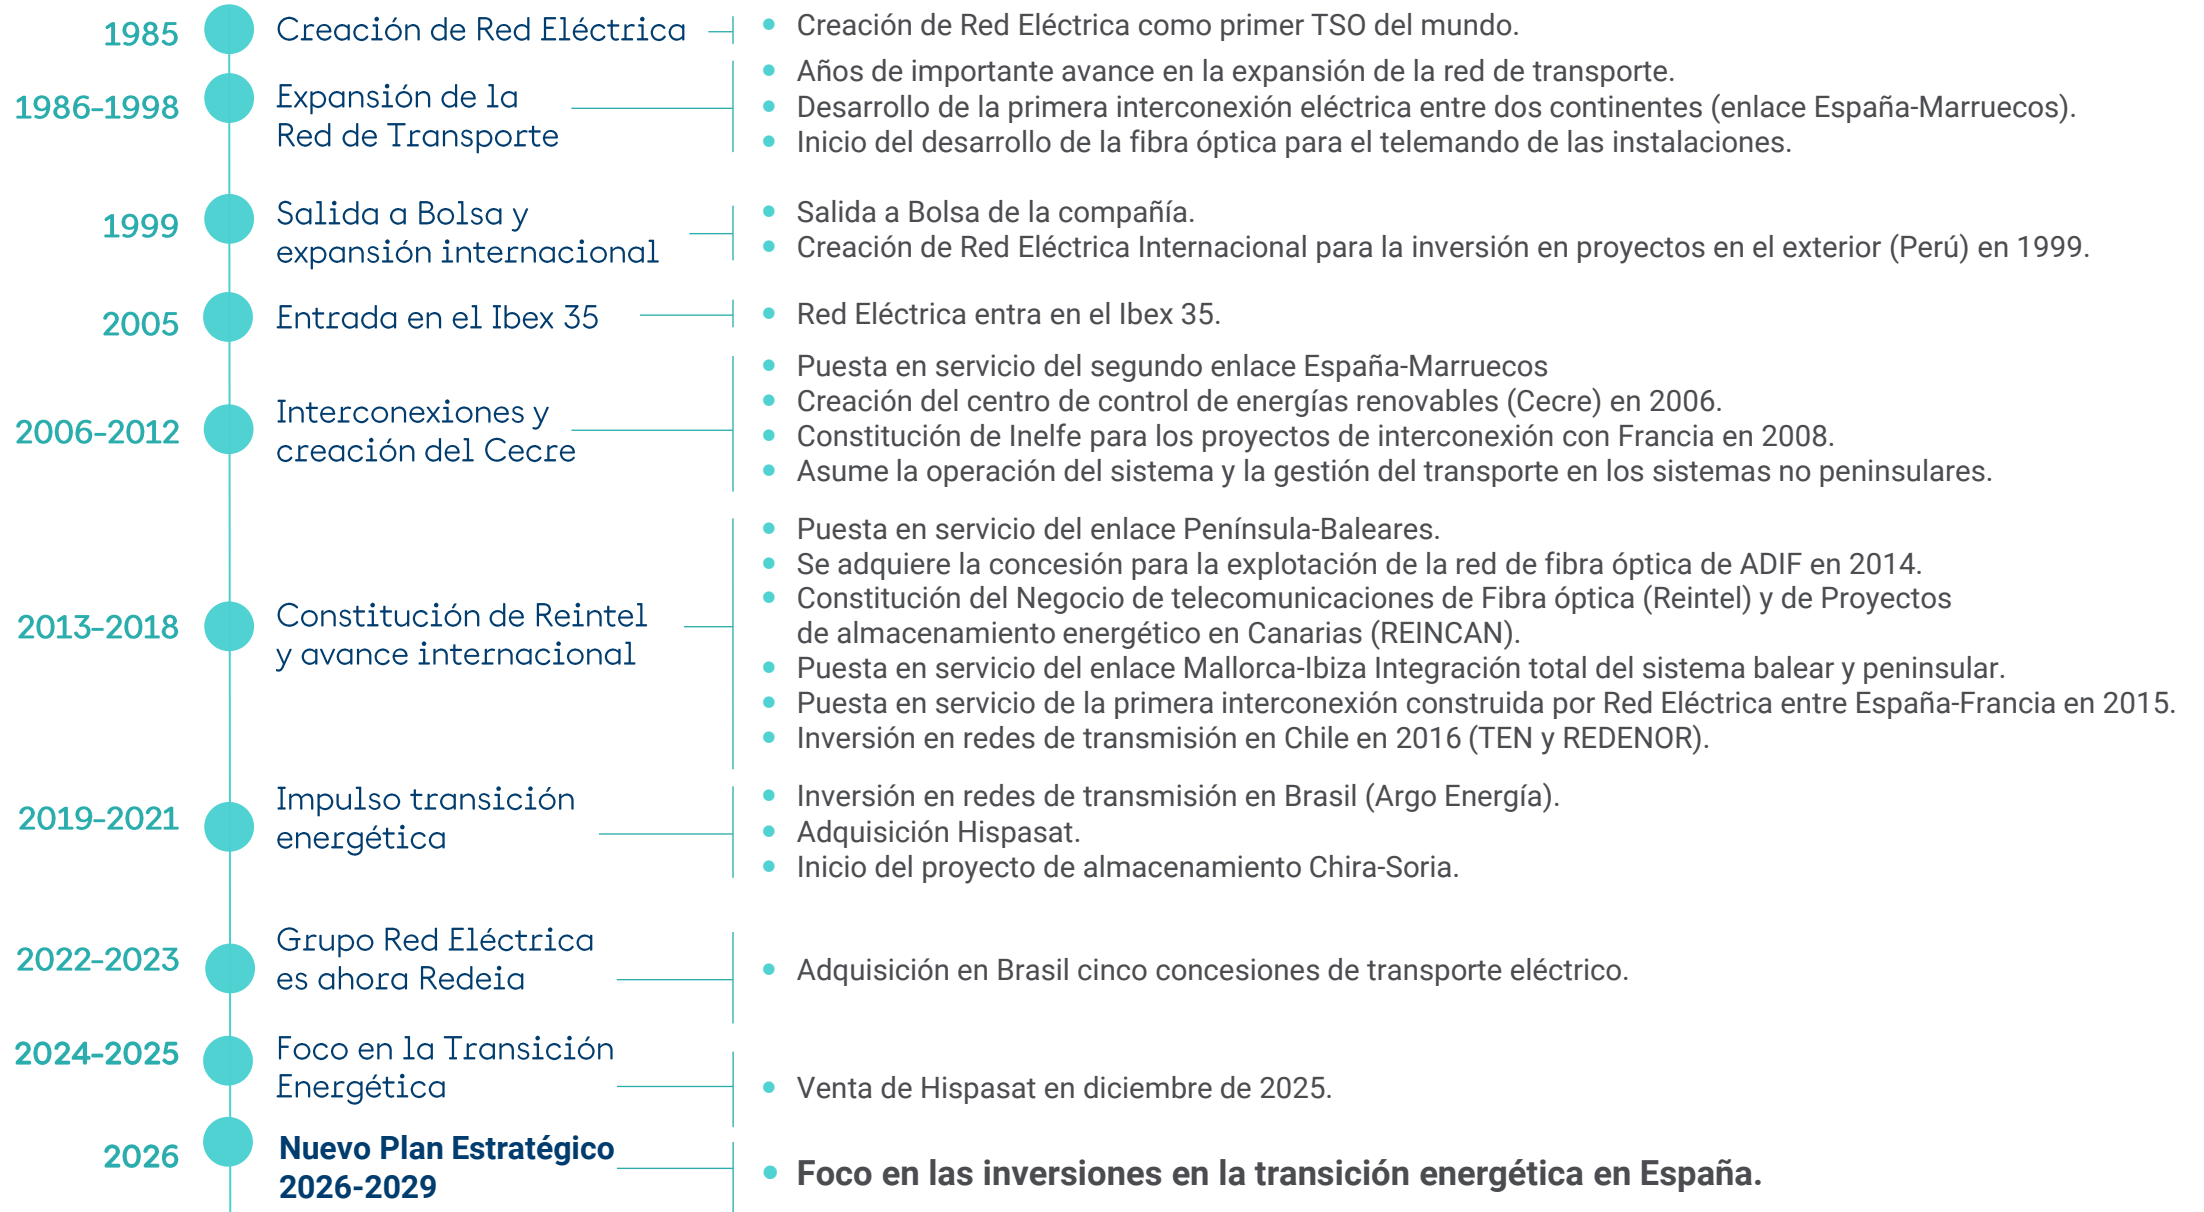 1985
Creación de Red Eléctrica
Creación de Red Eléctrica como primer TSO del mundo.
1986-1998
Expansión de la
Red de Transporte
Años de importante avance en la expansión de la red de transporte.
Desarrollo de la primera interconexión eléctrica entre dos continentes (enlace España-Marruecos).
Inicio del desarrollo de la fibra óptica para el telemando de las instalaciones.
1999
Salida a Bolsa y
expansión internacional
Salida a Bolsa de la compañía.
Creación de Red Eléctrica Internacional para la inversión en proyectos en el exterior (Perú) en 1999.
2005
Entrada en el Ibex 35
Red Eléctrica entra en el Ibex 35.
2006-2012
Interconexiones y
creación del Cecre
Puesta en servicio del segundo enlace España-Marruecos
Creación del centro de control de energías renovables (Cecre) en 2006.
Constitución de Inelfe para los proyectos de interconexión con Francia en 2008.
Asume la operación del sistema y la gestión del transporte en los sistemas no peninsulares.
2013-2018
Constitución de Reintel
y avance internacional
Puesta en servicio del enlace Península-Baleares.
Se adquiere la concesión para la explotación de la red de fibra óptica de ADIF en 2014.
Constitución del Negocio de telecomunicaciones de Fibra óptica (Reintel) y de Proyectos
de almacenamiento energético en Canarias (REINCAN).
Puesta en servicio del enlace Mallorca-Ibiza Integración total del sistema balear y peninsular.
Puesta en servicio de la primera interconexión construida por Red Eléctrica entre España-Francia en 2015.
Inversión en redes de transmisión en Chile en 2016 (TEN y REDENOR).
2019-2021
Impulso transición
energética
Inversión en redes de transmisión en Brasil (Argo Energía).
Adquisición Hispasat.
Inicio del proyecto de almacenamiento Chira-Soria.
2022-2023
Grupo Red Eléctrica
es ahora Redeia
Adquisición en Brasil cinco concesiones de transporte eléctrico.
2024-2025
Foco en la Transición
Energética
Venta de Hispasat en diciembre de 2025.
2026
Nuevo Plan Estratégico
2026-2029
Foco en las inversiones en la transición energética en España.